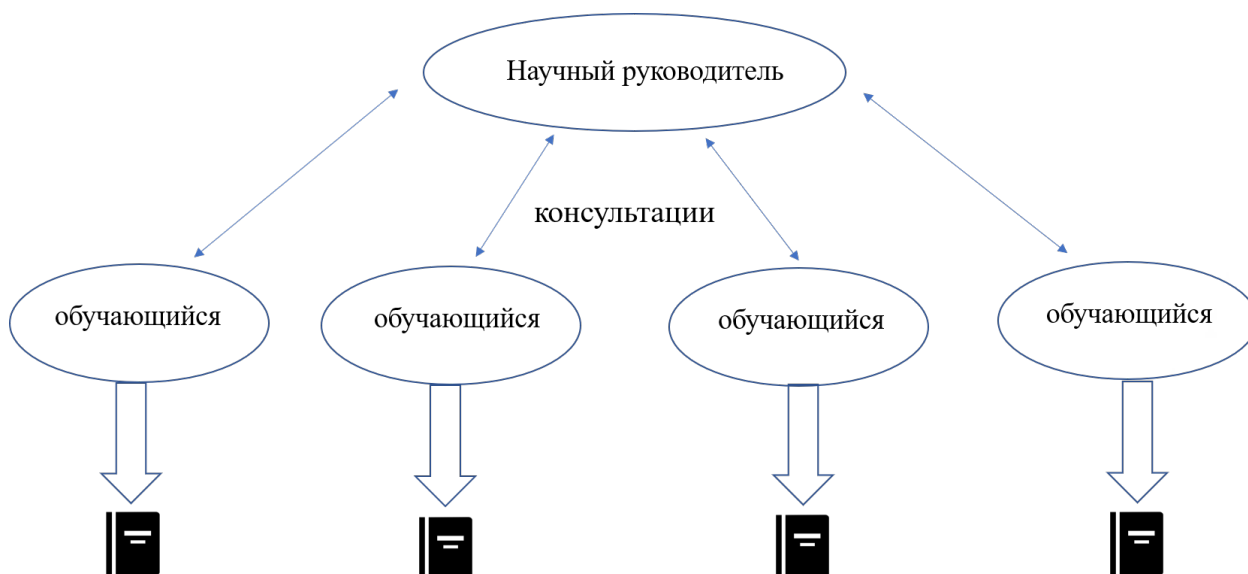 Научный руководитель
консультации
обучающийся
обучающийся
обучающийся
обучающийся